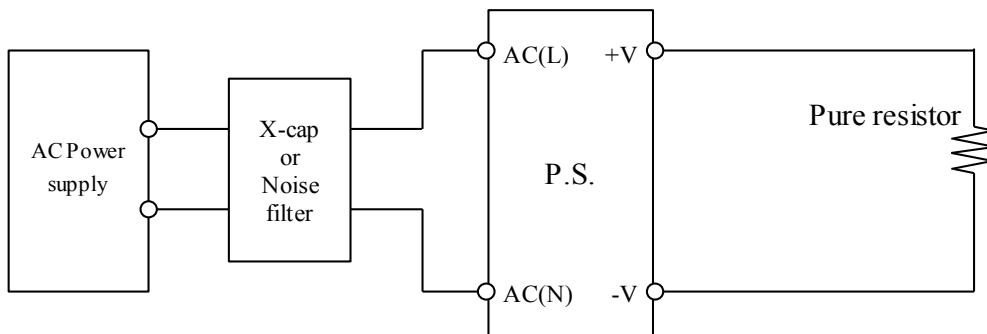 AC Power
supply
X-cap
or
Noise
filter
AC(L)
+V
P.S.
AC(N)
-V
Pure resistor